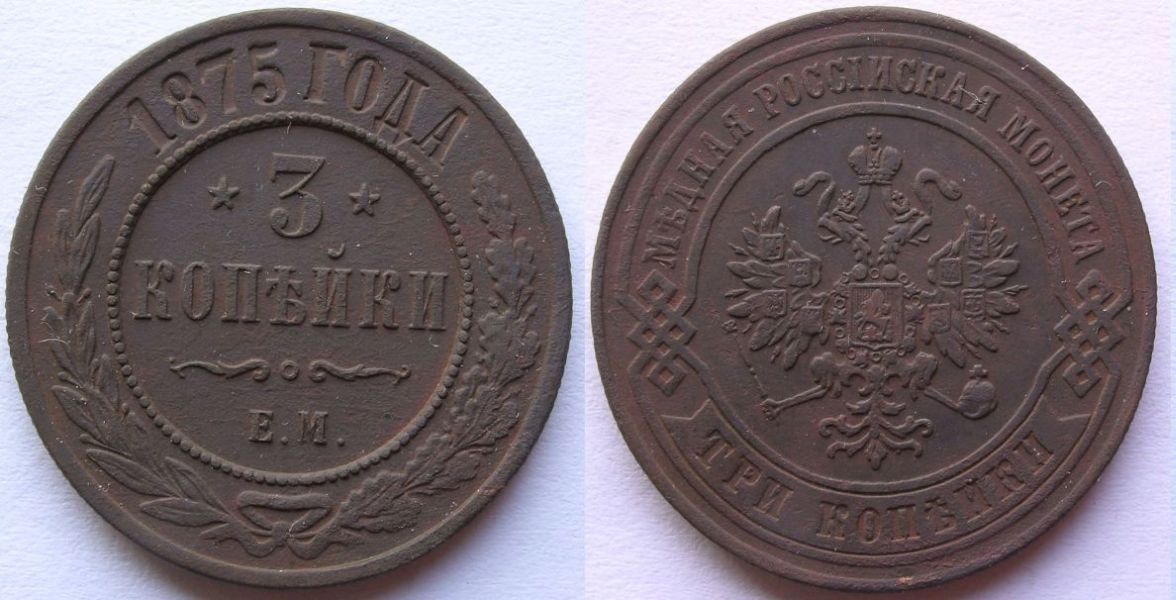 1875 ГОДА
3
КОПѢЙКИ
Е.М.
МѢДНАЯ·РОССІЙСКАЯ МОНЕТА
ТРИ КОПѢЙКИ